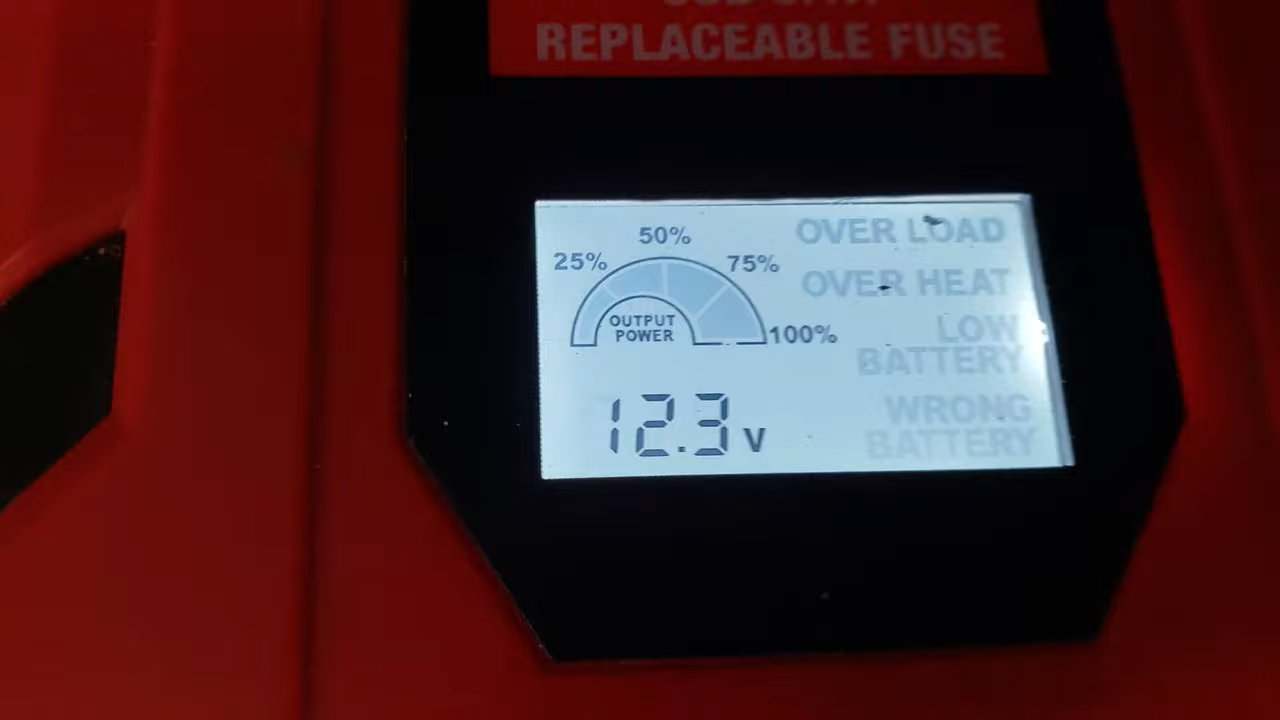 REPLACEABLE FUSE
50%
25%
75%
OUTPUT
POWER
100%
12.3 V
OVER LOAD
OVER HEAT
LOW
BATTERY
WRONG
BATTERY